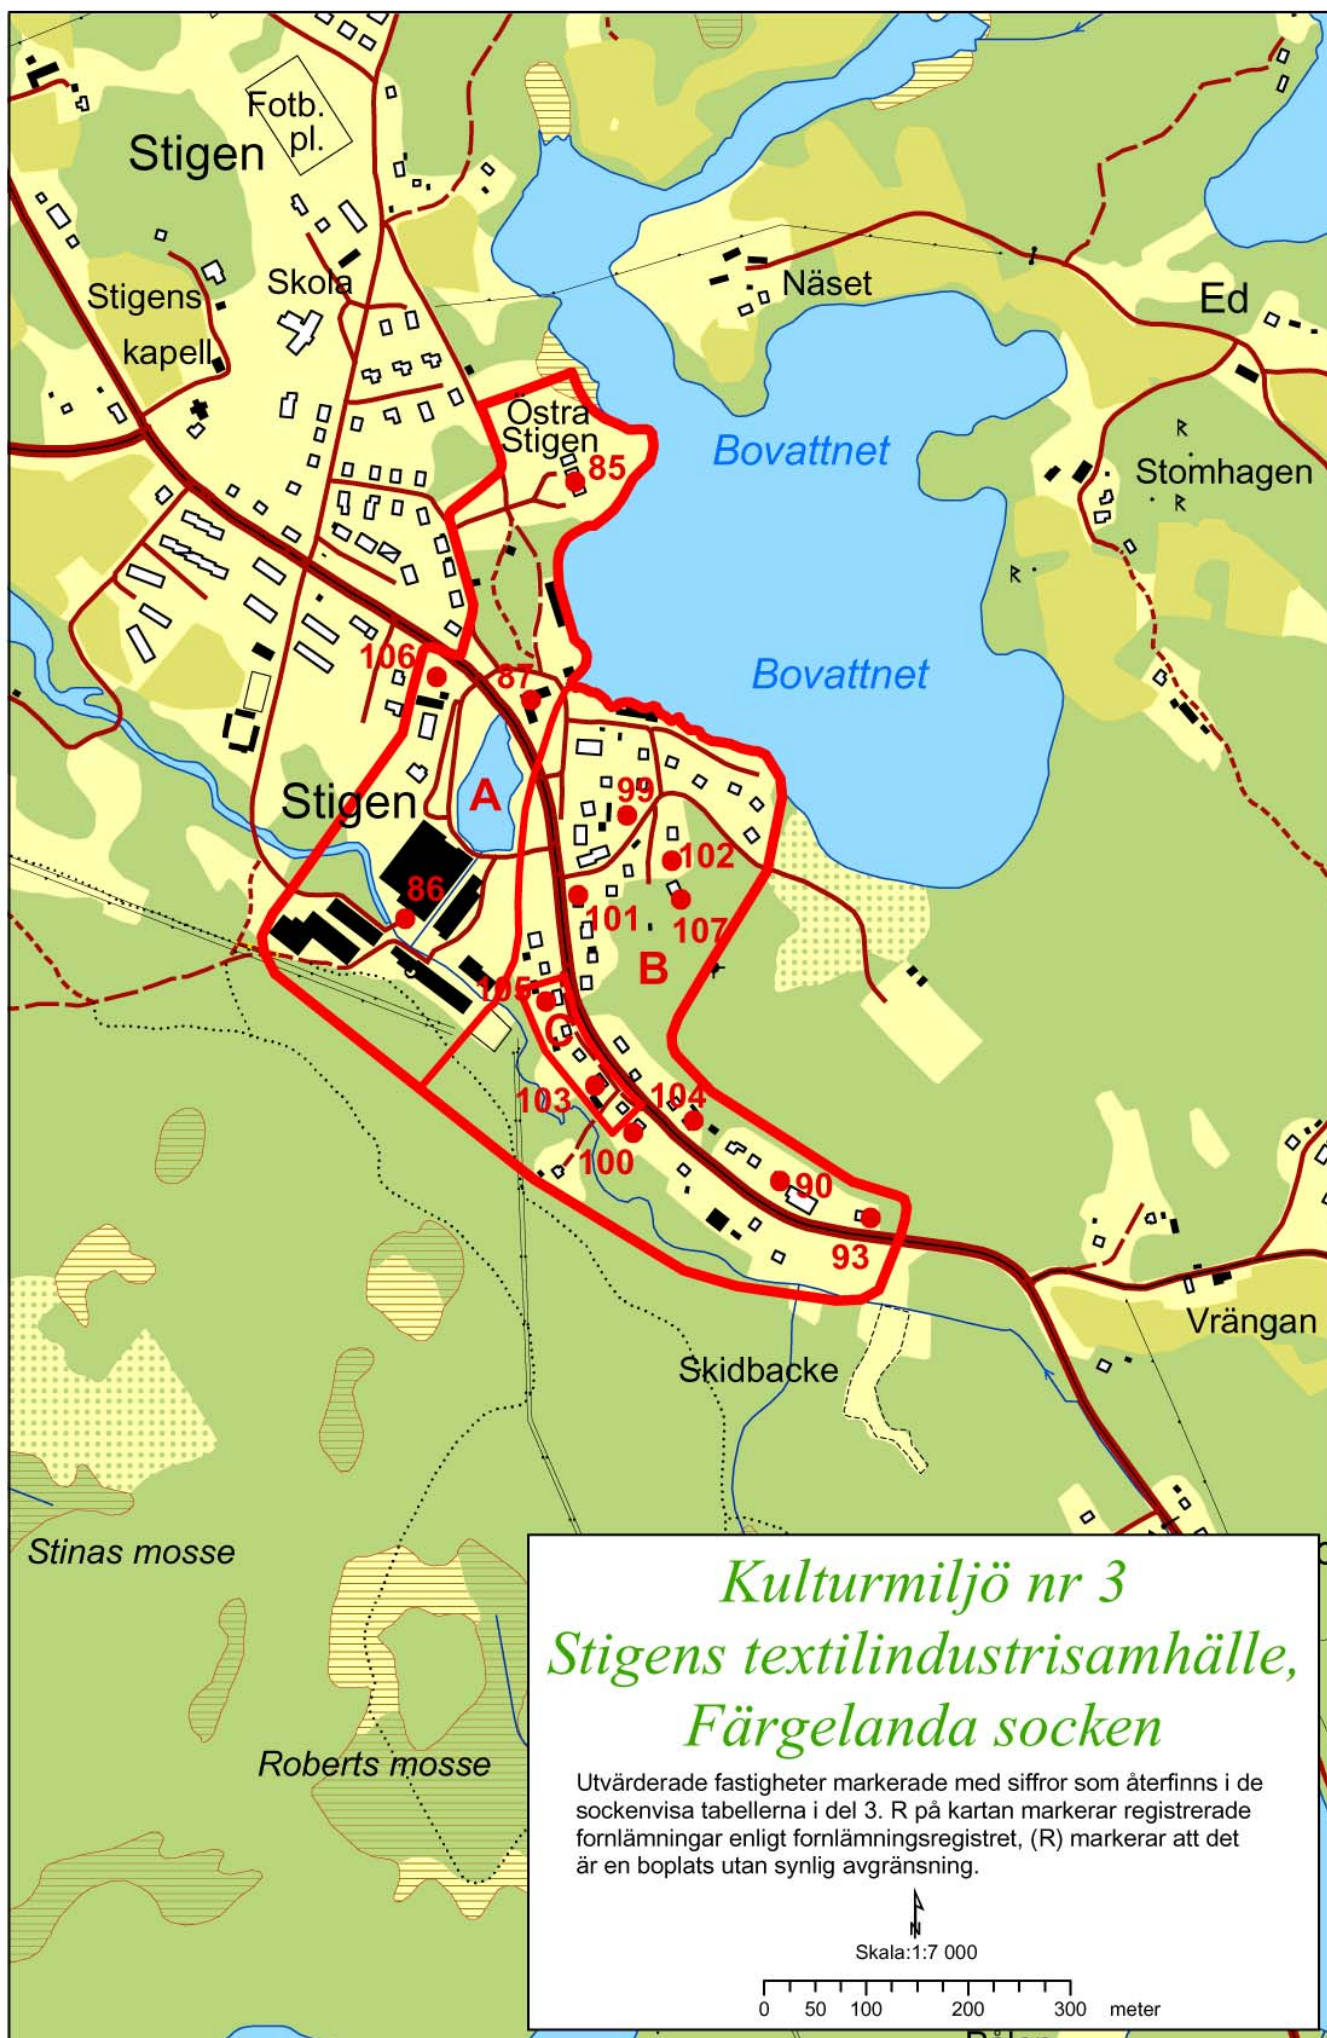 Fotb.
pl.
Stigen
Stigens
kapell
Skola
Näset
Ed
Östra
Stigen
85
Bovattnet
Stomhagen
R
R
R
106
87
Bovattnet
Stigen
A
99
102
86
101
107
B
105
C
103
104
100
90
93
Vrängan
Skidbacke
Stinas mosse
Roberts mosse
Kulturmiljö nr 3
Stigens textilindustrisamhälle,
Färgelanda socken
Utvärderade fastigheter markerade med siffror som återfinns i de
sockenvisa tabellerna i del 3. R på kartan markerar registrerade
fornlämningar enligt fornlämningsregistret, (R) markerar att det
är en boplats utan synlig avgränsning.
N
Skala:1:7 000
0 50 100 200 300 meter